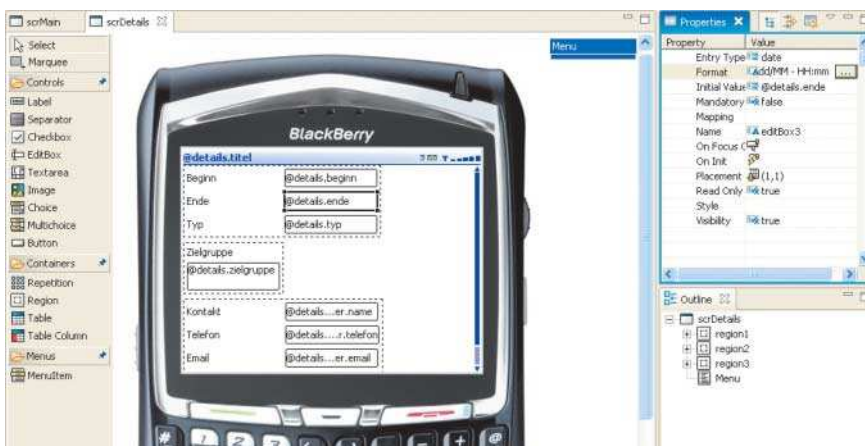 scrMain
scrDetails
Select
Marquee
Controls
Label
Separator
Checkbox
EditBox
Textarea
Image
Choice
Multichoice
Button
Containers
Repetition
Region
Table
Table Column
Menus
MenuItem
Menu
BlackBerry
@details.titel
Beginn @details.beginn
Ende @details.ende
Typ @details.typ
Zielgruppe
@details.zielgruppe
Kontakt @details....er.name
Telefon @details....r.telefon
Email @details....er.email
#
1 2 3
+
@
Properties
Property Value
Entry Type date
Format dd/MM - HH:mm ...
Initial Value @details.ende
Mandatory false
Mapping
Name editBox3
On Focus
On Init
Placement (1,1)
Read Only true
Style
Visibility true
Outline
scrDetails
region1
region2
region3
Menu